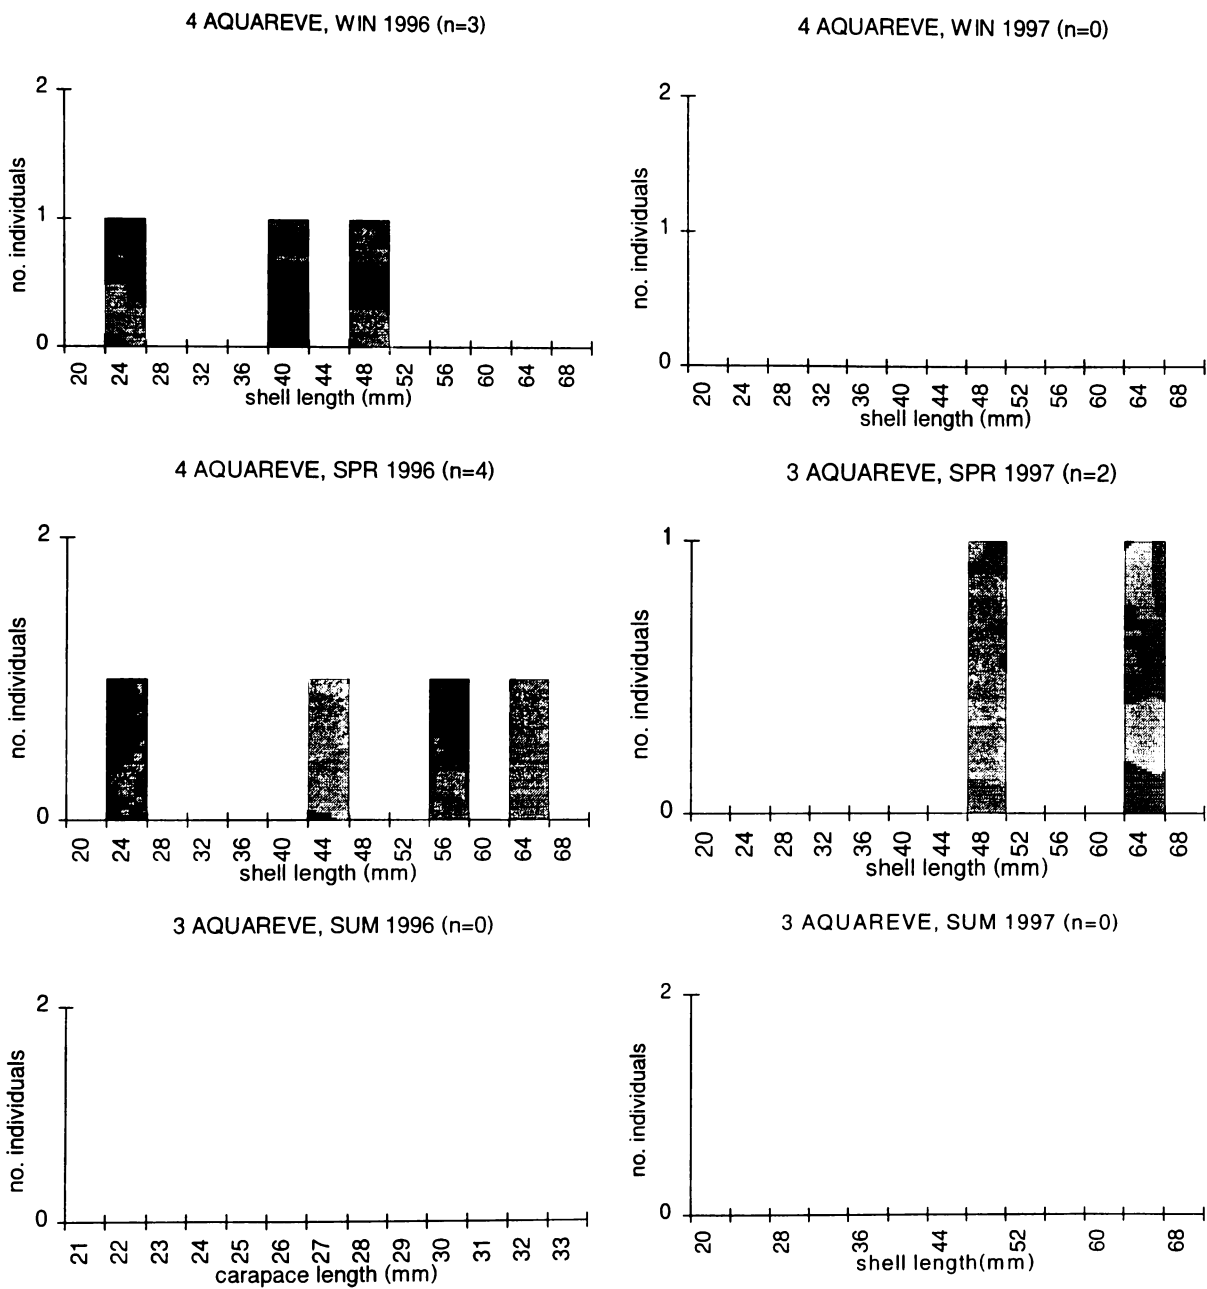 4 AQUAREVE, WIN 1996 (n=3)
2
1
0
no. individuals
20 24 28 32 36 40 44 48 52 56 60 64 68
shell length (mm)
4 AQUAREVE, WIN 1997 (n=0)
2
1
0
no. individuals
20 24 28 32 36 40 44 48 52 56 60 64 68
shell length (mm)
4 AQUAREVE, SPR 1996 (n=4)
2
0
no. individuals
20 24 28 32 36 40 44 48 52 56 60 64 68
shell length (mm)
3 AQUAREVE, SPR 1997 (n=2)
1
0
no. individuals
20 24 28 32 36 40 44 48 52 56 60 64 68
shell length (mm)
3 AQUAREVE, SUM 1996 (n=0)
2
0
no. individuals
21 22 23 24 25 26 27 28 29 30 31 32 33
carapace length (mm)
3 AQUAREVE, SUM 1997 (n=0)
2
0
no. individuals
20 28 36 44 52 60 68
shell length(mm)